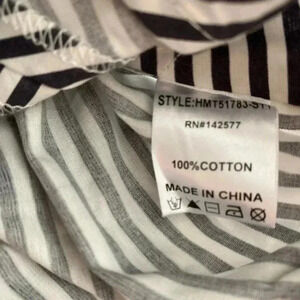 STYLE:HMT51783-ST1
RN#142577
100%COTTON
MADE IN CHINA